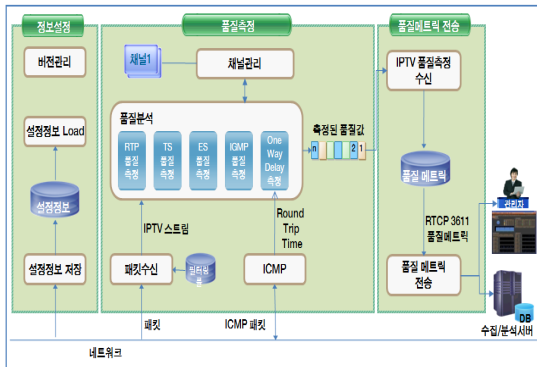 정보설정
품질측정
품질메트릭 전송
버전관리
설정정보 Load
설정정보
설정정보 저장
채널1
채널관리
품질분석
RTP
품질
측정
TS
품질
측정
ES
품질
측정
IGMP
품질
측정
One
Way
Delay
측정
측정된 품질값
n
2
1
IPTV 스트림
Round
Trip
Time
패킷수신
필터링
룰
ICMP
패킷
ICMP 패킷
네트워크
IPTV 품질측정
수신
품질 메트릭
RTCP 3611
품질메트릭
품질 메트릭
전송
관리자
DB
수집/분석서버